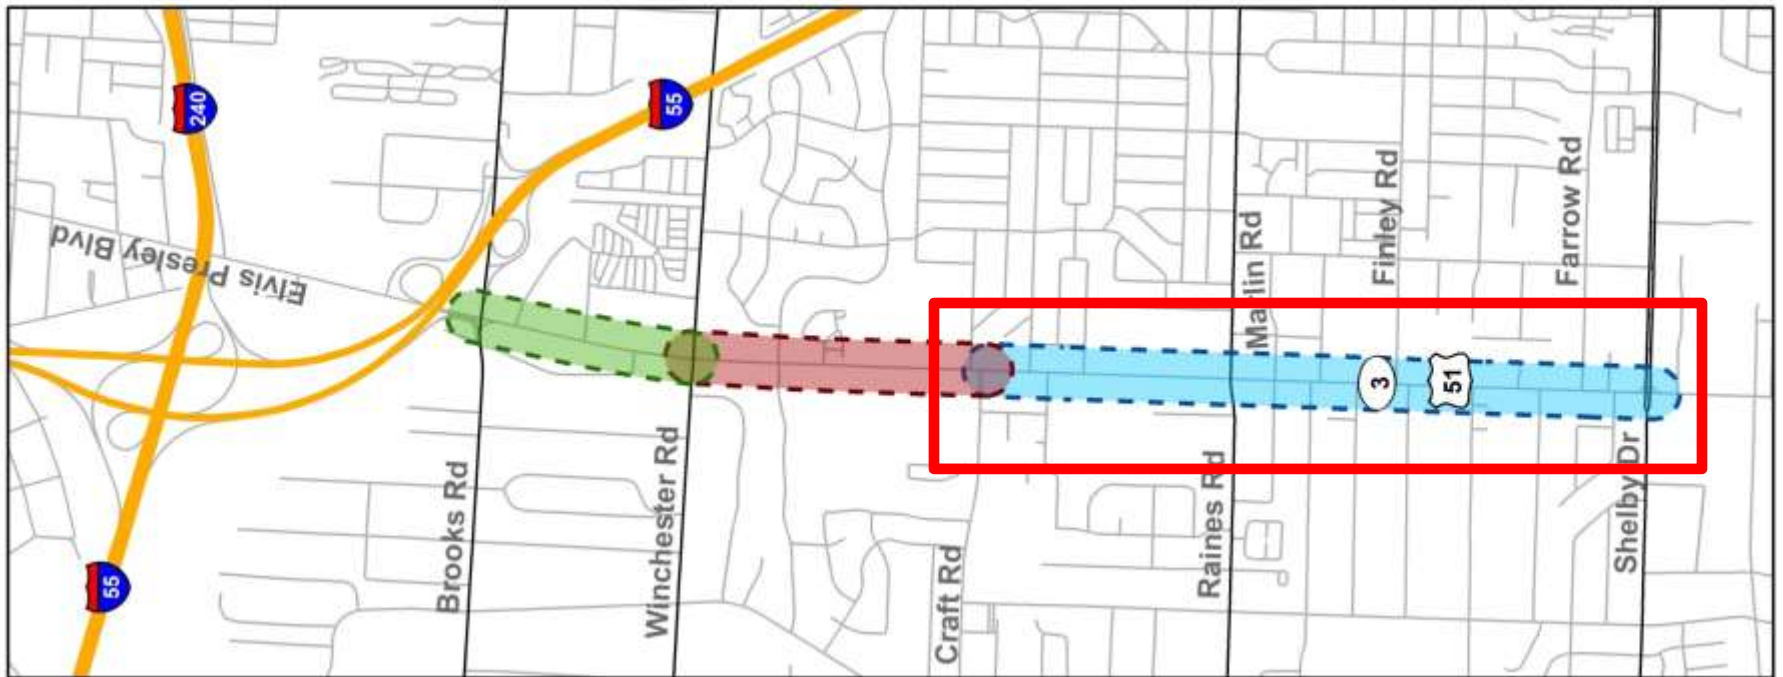 240
55
Elvis Presley Blvd
Marlin Rd
Finley Rd
Farrow Rd
3
51
Brooks Rd
Winchester Rd
Craft Rd
Raines Rd
Shelby Dr
55